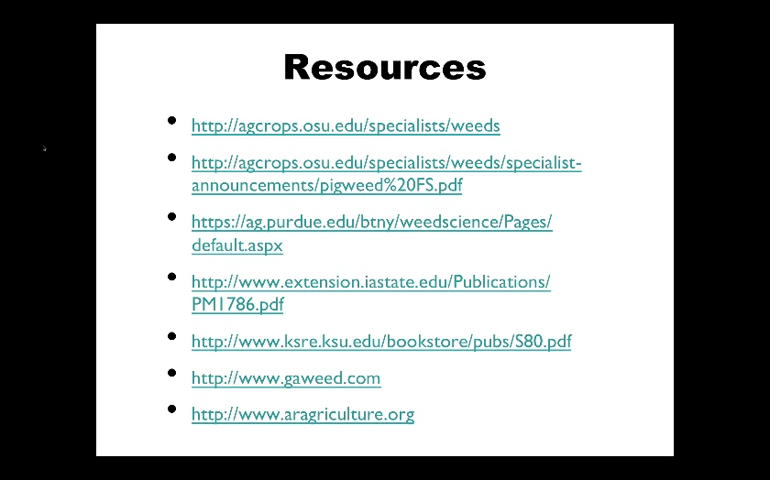 Resources
• http://agcrops.osu.edu/specialists/weeds
• http://agcrops.osu.edu/specialists/weeds/specialist-
announcements/pigweed%20FS.pdf
• https://ag.purdue.edu/btny/weedscience/Pages/
default.aspx
• http://www.extension.iastate.edu/Publications/
PM1786.pdf
• http://www.ksre.ksu.edu/bookstore/pubs/S80.pdf
• http://www.gaweed.com
• http://www.aragriculture.org